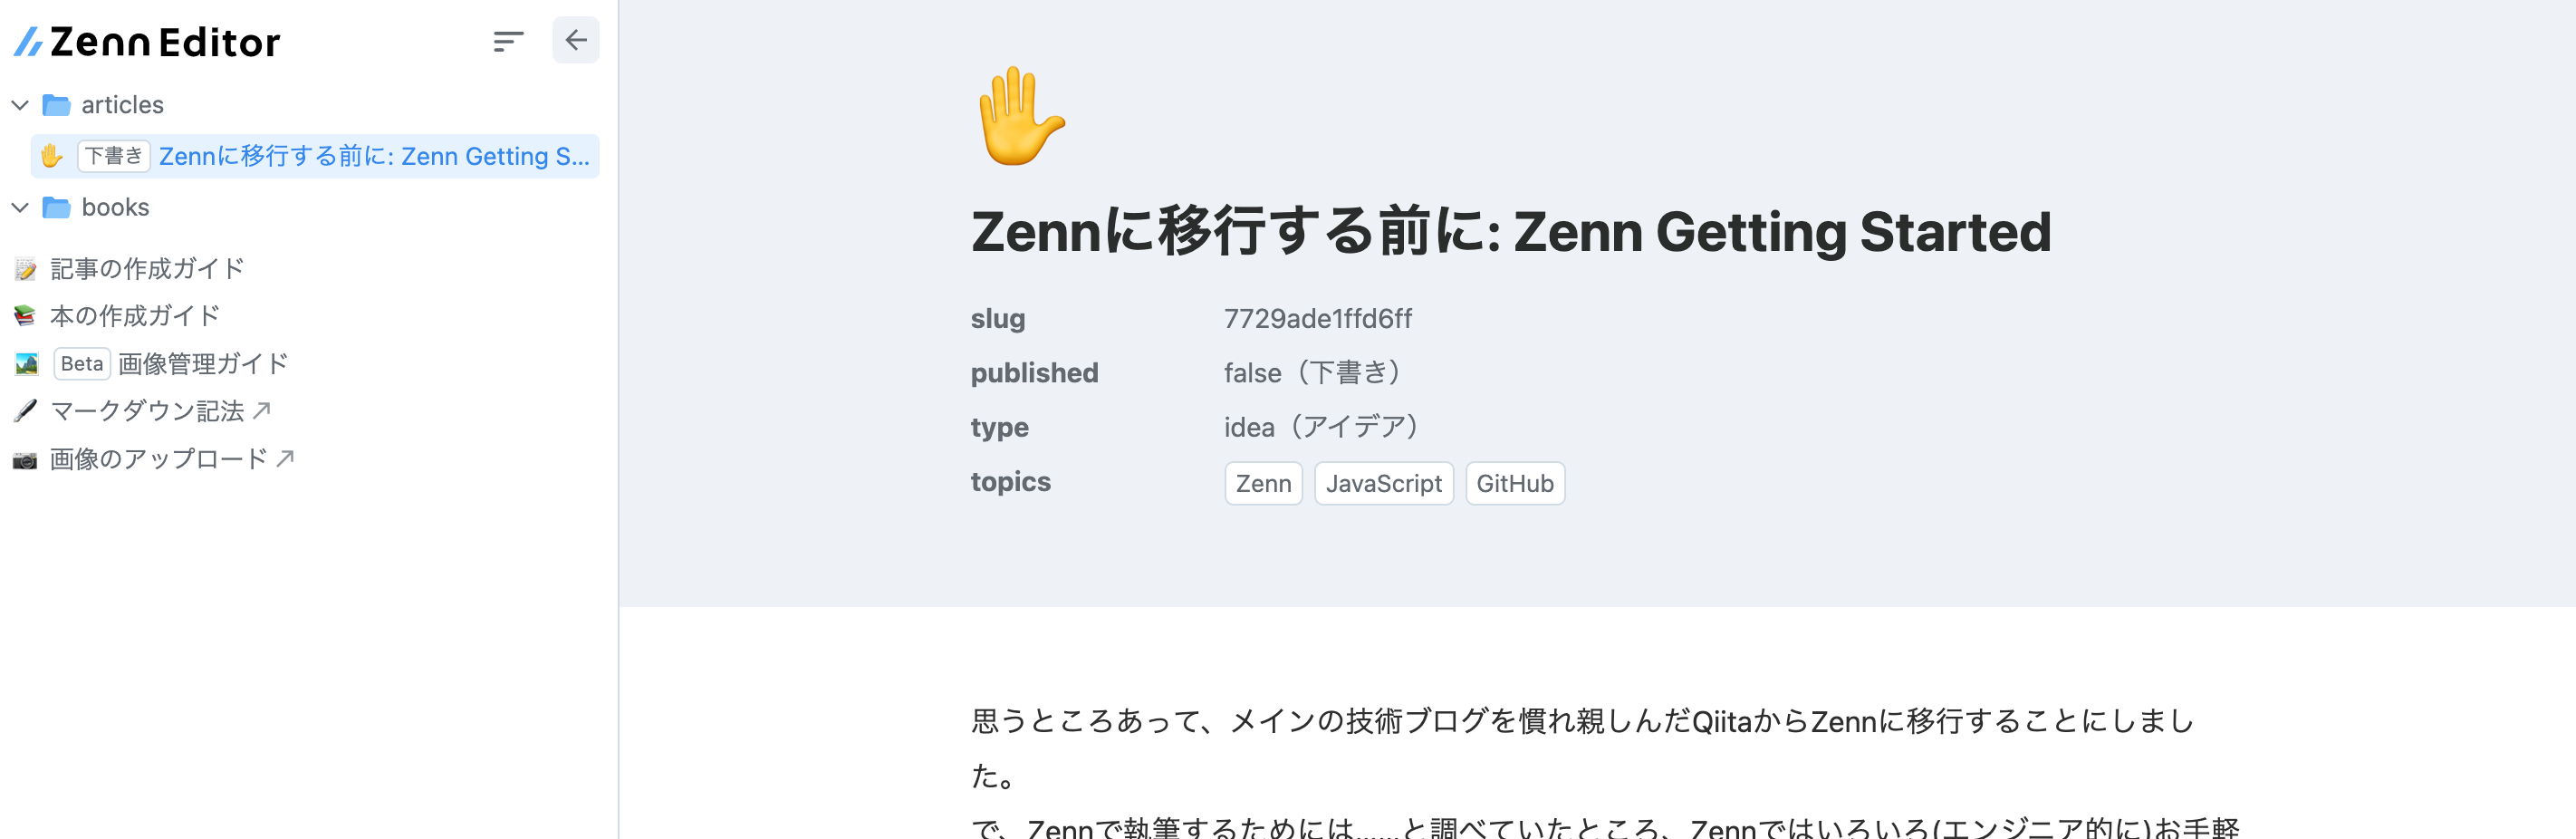 Zenn Editor
articles
下書き Zennに移行する前に: Zenn Getting S...
books
記事の作成ガイド
本の作成ガイド
Beta 画像管理ガイド
マークダウン記法
画像のアップロード
Zennに移行する前に: Zenn Getting Started
slug 7729ade1ffd6ff
published false（下書き）
type idea（アイデア）
topics Zenn JavaScript GitHub
思うところあって、メインの技術ブログを慣れ親しんだQiitaからZennに移行することにしまし
た。
で、Zennで執筆するためには……と調べていたところ、Zennではいろいろ(エンジニア的に)お手軽